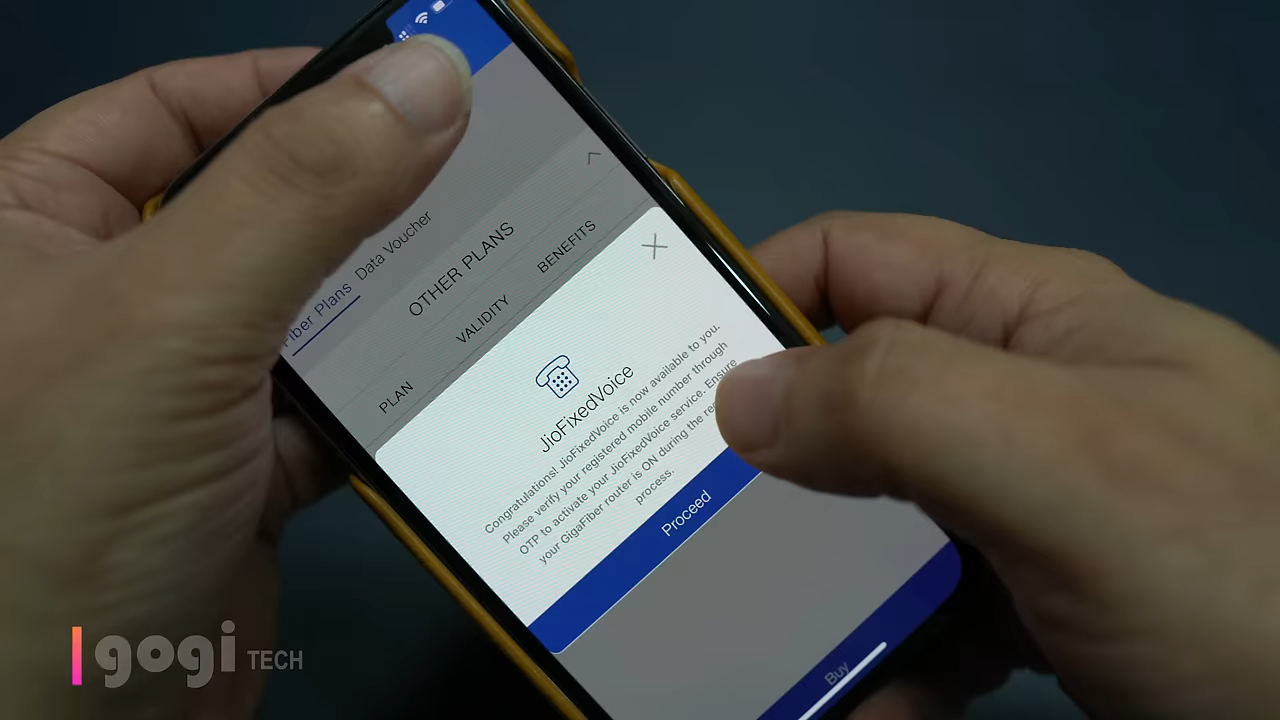 Fiber Plans
Data Voucher
OTHER PLANS
PLAN
VALIDITY
BENEFITS
JioFixedVoice
Congratulations! JioFixedVoice is now available to you.
Please verify your registered mobile number through
OTP to activate your JioFixedVoice service. Ensure
your GigaFiber router is ON during the
process.
Proceed
Buy
gogi TECH